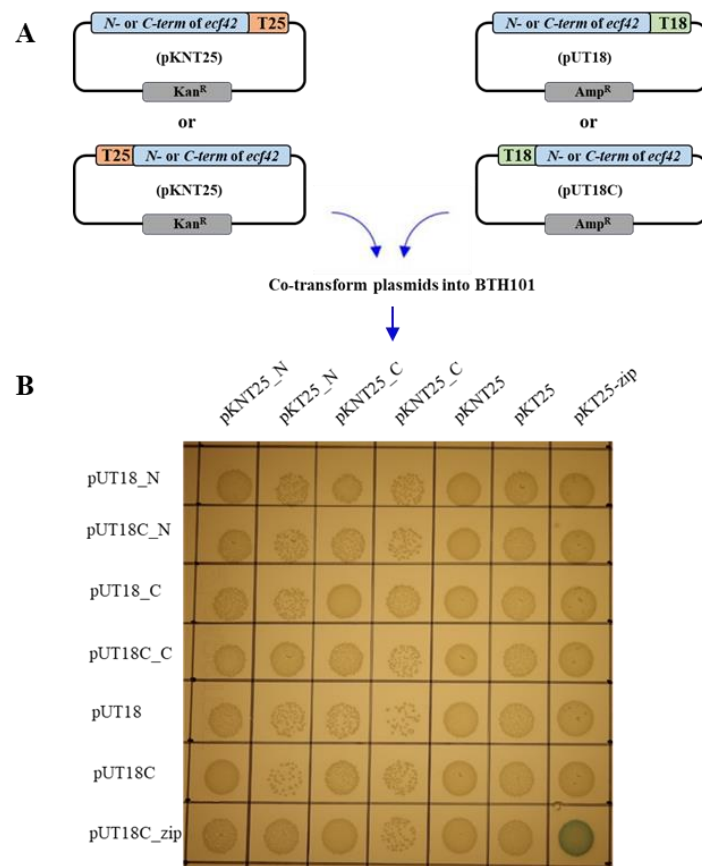 A
N- or C-term of ecf42 T25
(pKNT25)
Kanᴿ
or
T25 N- or C-term of ecf42
(pKNT25)
Kanᴿ
N- or C-term of ecf42 T18
(pUT18)
Ampᴿ
or
T18 N- or C-term of ecf42
(pUT18C)
Ampᴿ
Co-transform plasmids into BTH101
B
pKNT25_N
pKT25_N
pKNT25_C
pKNT25_C
pKNT25
pKT25
pKT25-zip
pUT18_N
pUT18C_N
pUT18_C
pUT18C_C
pUT18
pUT18C
pUT18C_zip